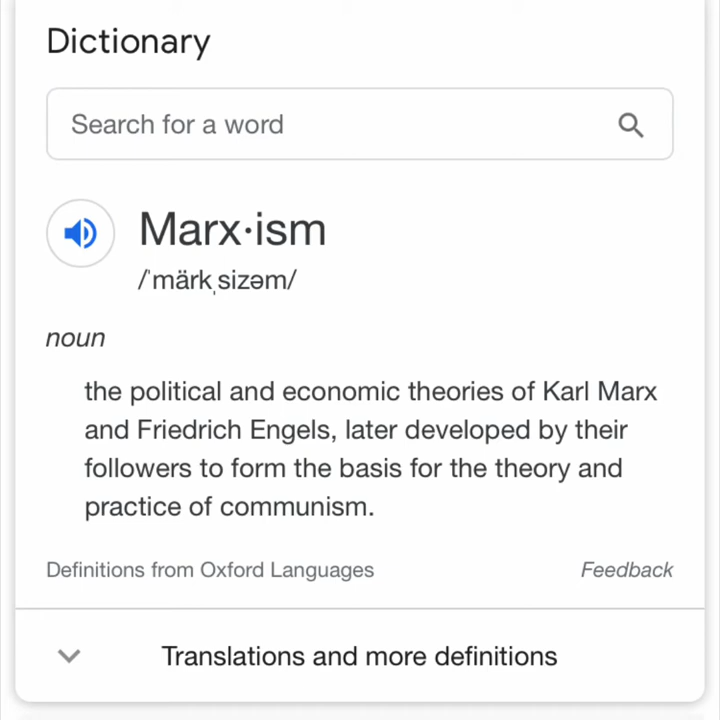 Dictionary
Search for a word
Marx·ism
/ˈmärkˌsizəm/
noun
the political and economic theories of Karl Marx
and Friedrich Engels, later developed by their
followers to form the basis for the theory and
practice of communism.
Definitions from Oxford Languages Feedback
Translations and more definitions